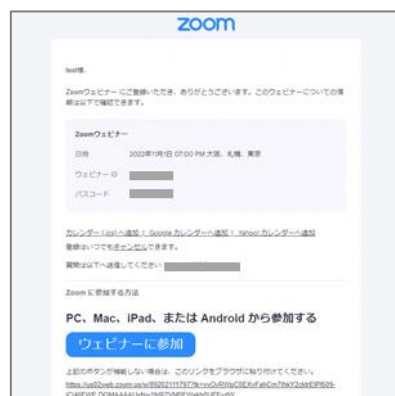 zoom
test様,
Zoomウェビナー にご登録いただき、ありがとうございます。このウェビナーについての情
報は以下で確認できます。
Zoomウェビナー
日時 2022年11月1日 07:00 PM 大阪、札幌、東京
ウェビナー ID
パスコード
カレンダー(.ics)へ追加 | Google カレンダーへ追加 | Yahoo! カレンダーへ追加
登録はいつでもキャンセルできます。
質問は以下へ送信してください:
Zoom に参加する方法
PC、Mac、iPad、または Android から参加する
ウェビナーに参加
上記のボタンが機能しない場合は、このリンクをブラウザに貼り付けてください。